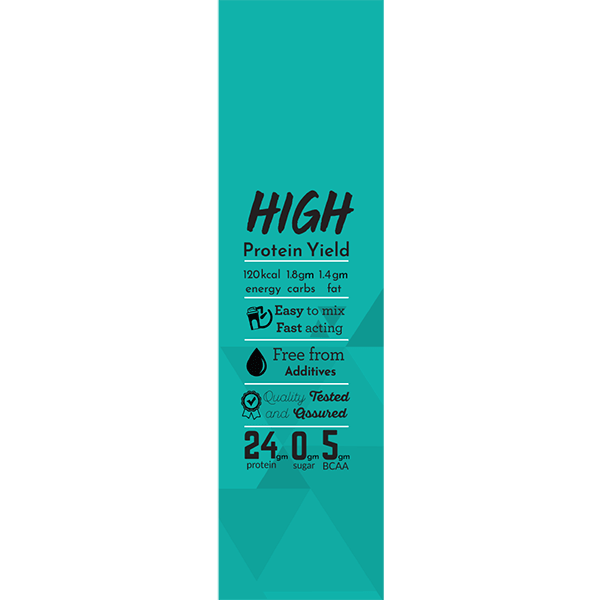 HIGH
Protein Yield
120kcal 1.8gm 1.4gm
energy carbs fat
Easy to mix
Fast acting
Free from
Additives
Quality Tested
and Assured
24gm 0gm 5gm
protein sugar BCAA